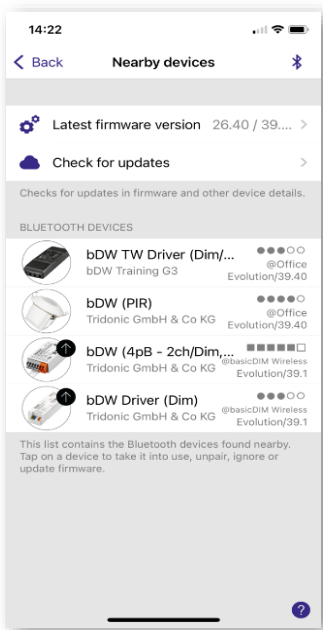 14:22
Back
Nearby devices
Latest firmware version 26.40 / 39....
Check for updates
Checks for updates in firmware and other device details.
BLUETOOTH DEVICES
bDW TW Driver (Dim/...
bDW Training G3
@Office
Evolution/39.40
bDW (PIR)
Tridonic GmbH & Co KG
@Office
Evolution/39.40
bDW (4pB - 2ch/Dim,...
Tridonic GmbH & Co KG
@basicDIM Wireless
Evolution/39.1
bDW Driver (Dim)
Tridonic GmbH & Co KG
@basicDIM Wireless
Evolution/39.1
This list contains the Bluetooth devices found nearby.
Tap on a device to take it into use, unpair, ignore or
update firmware.
?